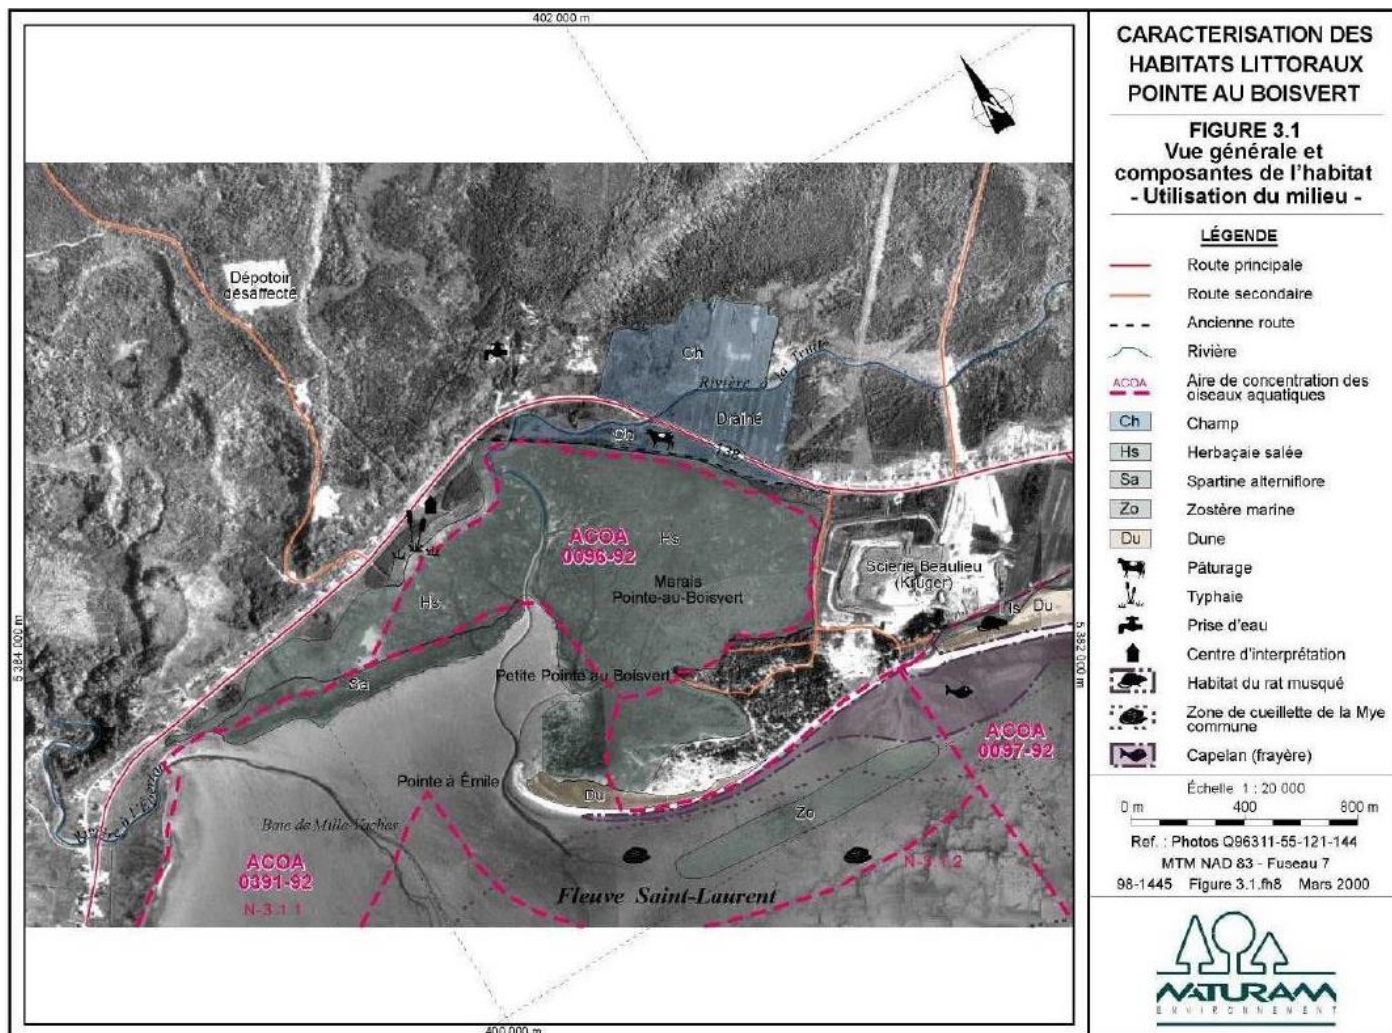 402 000 m
Dépotoir
désaffecté
Ch
Rivière à la Truite
Drainé
Ch
138
ACOA
0096-92
Hs
Marais
Pointe-au-Boisvert
Scierie Beaulieu
(Kruger)
Hs
Hs
Du
5 384 000 m
5 382 000 m
Sa
Petite Pointe au Boisvert
ACOA
0097-92
Pointe à Émile
Du
Zo
Baie de Mille-Vaches
ACOA
0391-92
N-3.1.1
N-3.1.2
Fleuve Saint-Laurent
400 000 m
CARACTERISATION DES
HABITATS LITTORAUX
POINTE AU BOISVERT
FIGURE 3.1
Vue générale et
composantes de l'habitat
- Utilisation du milieu -
LÉGENDE
Route principale
Route secondaire
Ancienne route
Rivière
ACOA Aire de concentration des
oiseaux aquatiques
Ch Champ
Hs Herbaçaie salée
Sa Spartine alterniflore
Zo Zostère marine
Du Dune
Pâturage
Typhaie
Prise d'eau
Centre d'interprétation
Habitat du rat musqué
Zone de cueillette de la Mye
commune
Capelan (frayère)
Échelle 1 : 20 000
0 m 400 800 m
Ref. : Photos Q96311-55-121-144
MTM NAD 83 - Fuseau 7
98-1445 Figure 3.1.fh8 Mars 2000
NATURAM
ENVIRONNEMENT
N